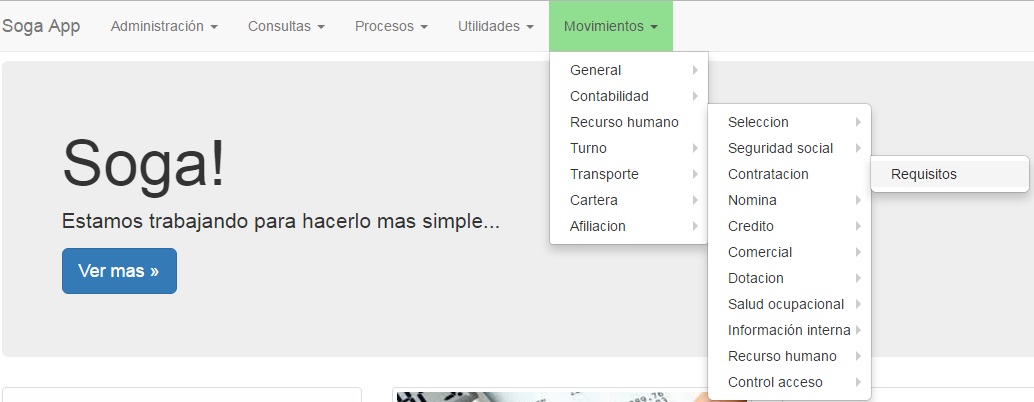 Soga App Administración Consultas Procesos Utilidades Movimientos
General
Contabilidad
Recurso humano
Turno
Transporte
Cartera
Afiliacion
Seleccion
Seguridad social
Contratacion
Nomina
Credito
Comercial
Dotacion
Salud ocupacional
Información interna
Recurso humano
Control acceso
Requisitos
Soga!
Estamos trabajando para hacerlo mas simple...
Ver mas »